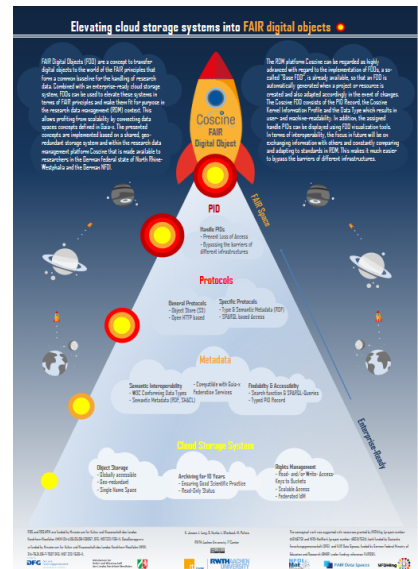 Elevating cloud storage systems into FAIR digital objects
FAIR Digital Objects (FDO) are a concept to transfer
digital objects to the world of the FAIR principles that
form a common baseline for the handling of research
data. Combined with an enterprise-ready cloud storage
system, FDOs can be used to elevate these systems in
terms of FAIR principles and make them fit for purpose in
the research data management (RDM) context. This
allows profiting from scalability by connecting data
spaces concepts defined in Gaia-x. The presented
concepts are implemented based on a shared, geo-
redundant storage system and within the research data
management platform Coscine that is made available to
researchers in the German federal state of North Rhine-
Westphalia and the German NFDI.
The RDM platform Coscine can be regarded as highly
advanced with regard to the implementation of FDOs, a so-
called "Base FDO", is already available, so that an FDO is
automatically generated when a project or resource is
created and also adapted accordingly in the event of changes.
The Coscine FDO consists of the PID Record, the Coscine
Kernel Information Profile and the Data Type which results in
user- and machine-readability. In addition, the assigned
handle PIDs can be displayed using FDO visualization tools.
In terms of interoperability, the focus in future will be on
exchanging information with others and constantly comparing
and adapting to standards in RDM. This makes it much easier
to bypass the barriers of different infrastructures.
Coscine
FAIR
Digital Object
FAIR Space
PID
Handle PIDs
- Prevent Loss of Access
- Bypassing the barriers of
different infrastructures
Protocols
General Protocols
- Object Store (S3)
- Open HTTP based
Specific Protocols
- Type & Semantic Metadata (RDF)
- SPARQL based Access
Metadata
Semantic Interoperability
- W3C Conforming Data Types
- Semantic Metadata (RDF, SHACL)
- Compatible with Gaia-x
Federation Services
Findability & Accessibility
- Search function & SPARQL-Queries
- Typed PID Record
Enterprise-Ready
Cloud Storage System
Object Storage
- Globally accessible
- Geo-redundant
- Single Name Space
Archiving for 10 Years
- Ensuring Good Scientific Practice
- Read-Only Status
Rights Management
- Read- and/or Write- Access
Keys to Buckets
- Scalable Access
- Federated IdM
DFG
RWTH AACHEN
UNIVERSITY
FAIR Data Spaces
NFDI4Ing